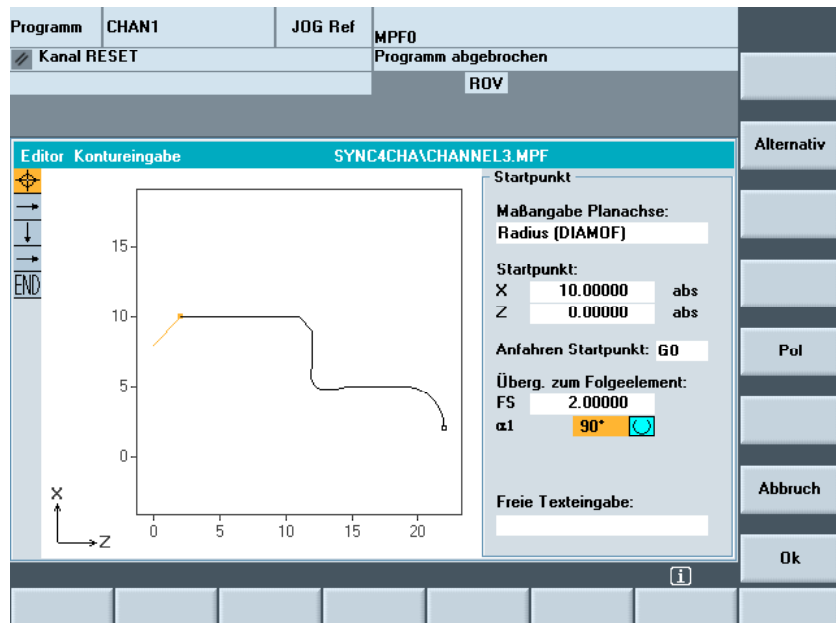 Programm
CHAN1
JOG Ref
MPF0
Kanal RESET
Programm abgebrochen
ROV
Editor Kontureingabe
SYNC4CHA\CHANNEL3.MPF
END
15
10
5
0
X
Z
0
5
10
15
20
Startpunkt
Maßangabe Planachse:
Radius (DIAMOF)
Startpunkt:
X 10.00000 abs
Z 0.00000 abs
Anfahren Startpunkt: G0
Überg. zum Folgeelement:
FS 2.00000
α1 90°
Freie Texteingabe:
Alternativ
Pol
Abbruch
Ok
i